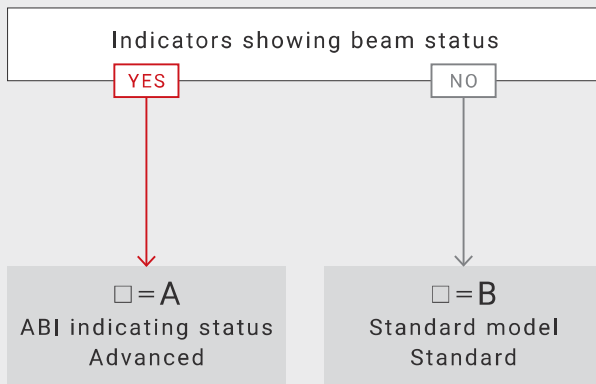 Indicators showing beam status
YES
NO
□=A
ABI indicating status
Advanced
□=B
Standard model
Standard